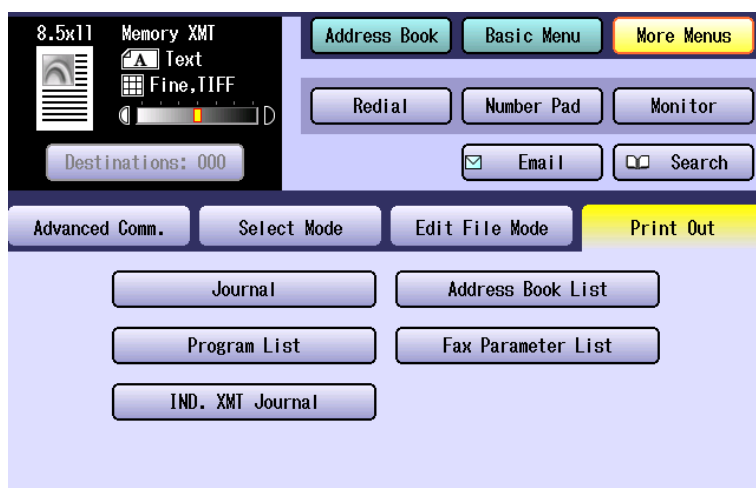 8.5x11 Memory XMT
A Text
Fine,TIFF
Destinations: 000
Address Book Basic Menu More Menus
Redial Number Pad Monitor
Email Search
Advanced Comm. Select Mode Edit File Mode Print Out
Journal Address Book List
Program List Fax Parameter List
IND. XMT Journal